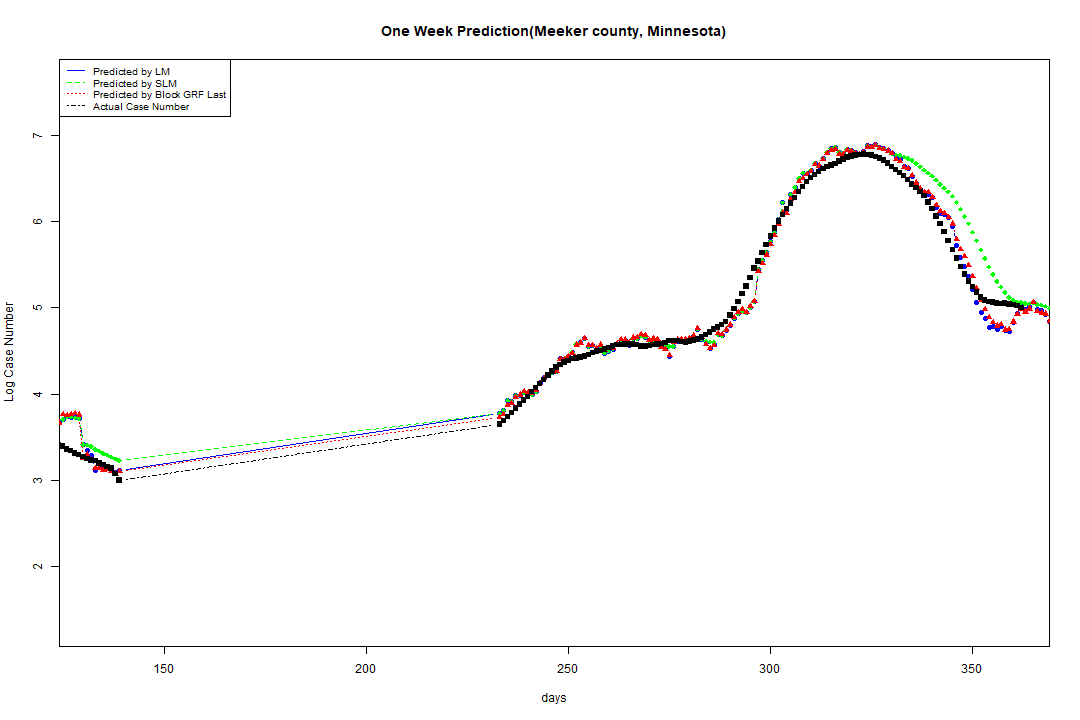 One Week Prediction(Meeker county, Minnesota)
Predicted by LM
Predicted by SLM
Predicted by Block GRF Last
Actual Case Number
7
6
5
4
3
2
Log Case Number
150 200 250 300 350
days